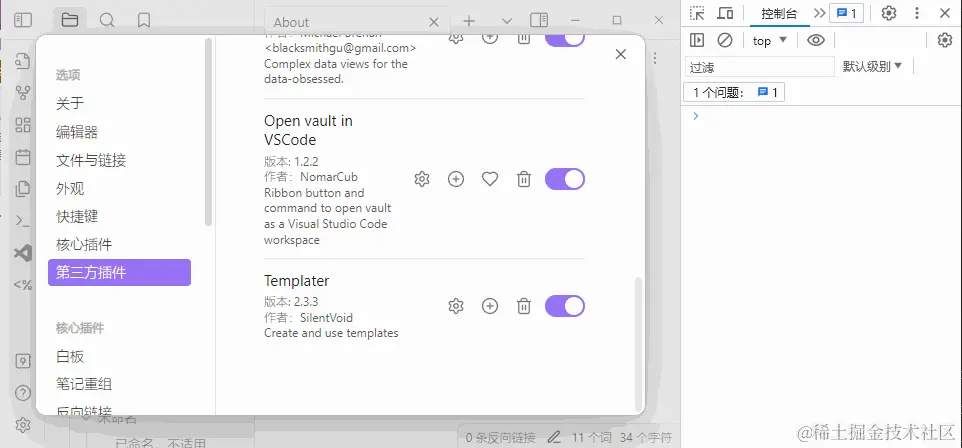 About
作者：Michael Brenan
<blacksmithgu@gmail.com>
Complex data views for the
data-obsessed.
选项
关于
编辑器
文件与链接
外观
快捷键
核心插件
第三方插件
核心插件
白板
笔记重组
反向链接
Open vault in
VSCode
版本: 1.2.2
作者：NomarCub
Ribbon button and
command to open vault
as a Visual Studio Code
workspace
Templater
版本: 2.3.3
作者：SilentVoid
Create and use templates
未命名
已命名，不适用
0 条反向链接 11 个词 34 个字符
控制台 1
top
过滤 默认级别
1 个问题: 1
@稀土掘金技术社区